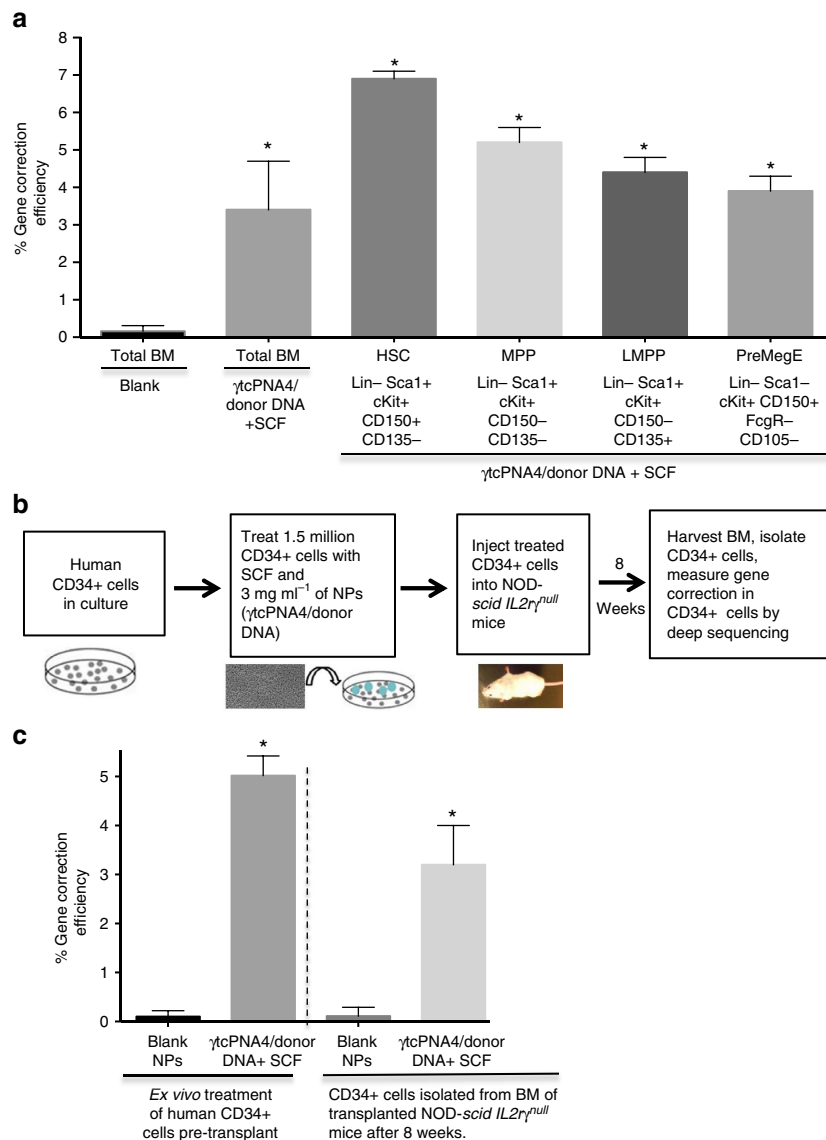 a
8
7
6
5
4
3
2
1
0
% Gene correction
efficiency
*
*
*
*
*
Total BM
Blank
Total BM
γtcPNA4/
donor DNA
+SCF
HSC
Lin– Sca1+
cKit+
CD150+
CD135–
MPP
Lin– Sca1+
cKit+
CD150–
CD135–
LMPP
Lin– Sca1+
cKit+
CD150–
CD135+
PreMegE
Lin– Sca1–
cKit+ CD150+
FcgR–
CD105–
γtcPNA4/donor DNA + SCF
b
Human
CD34+ cells
in culture
Treat 1.5 million
CD34+ cells with
SCF and
3 mg ml⁻¹ of NPs
(γtcPNA4/donor
DNA)
Inject treated
CD34+ cells
into NOD-
scid IL2rγnull
mice
8
Weeks
Harvest BM, isolate
CD34+ cells,
measure gene
correction in
CD34+ cells by
deep sequencing
c
5
4
3
2
1
0
% Gene correction
efficiency
*
*
Blank
NPs
γtcPNA4/donor
DNA+ SCF
Blank
NPs
γtcPNA4/donor
DNA+ SCF
Ex vivo treatment
of human CD34+
cells pre-transplant
CD34+ cells isolated from BM of
transplanted NOD-scid IL2rγnull
mice after 8 weeks.